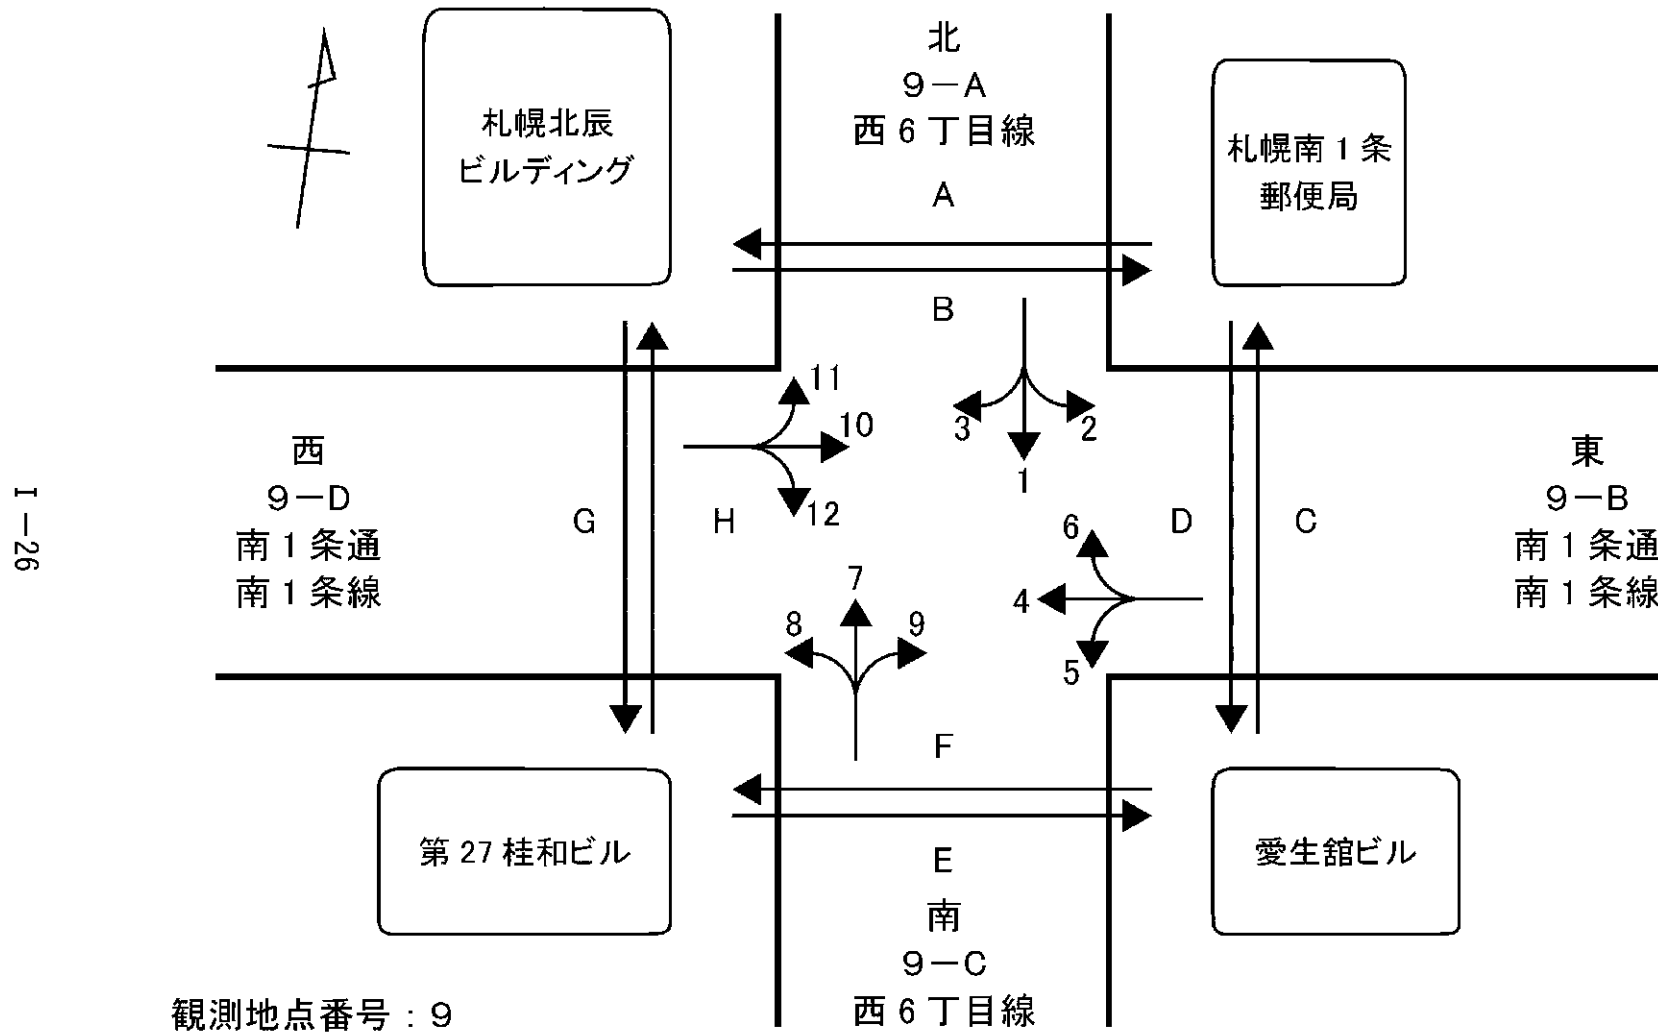 北
9－A
西6丁目線
A
札幌北辰
ビルディング
札幌南1条
郵便局
B
11
10
12
3
2
1
西
9－D
南1条通
南1条線
G
H
D
C
東
9－B
南1条通
南1条線
6
4
5
7
8
9
F
第27桂和ビル
愛生舘ビル
E
南
9－C
西6丁目線
観測地点番号：9
I－26